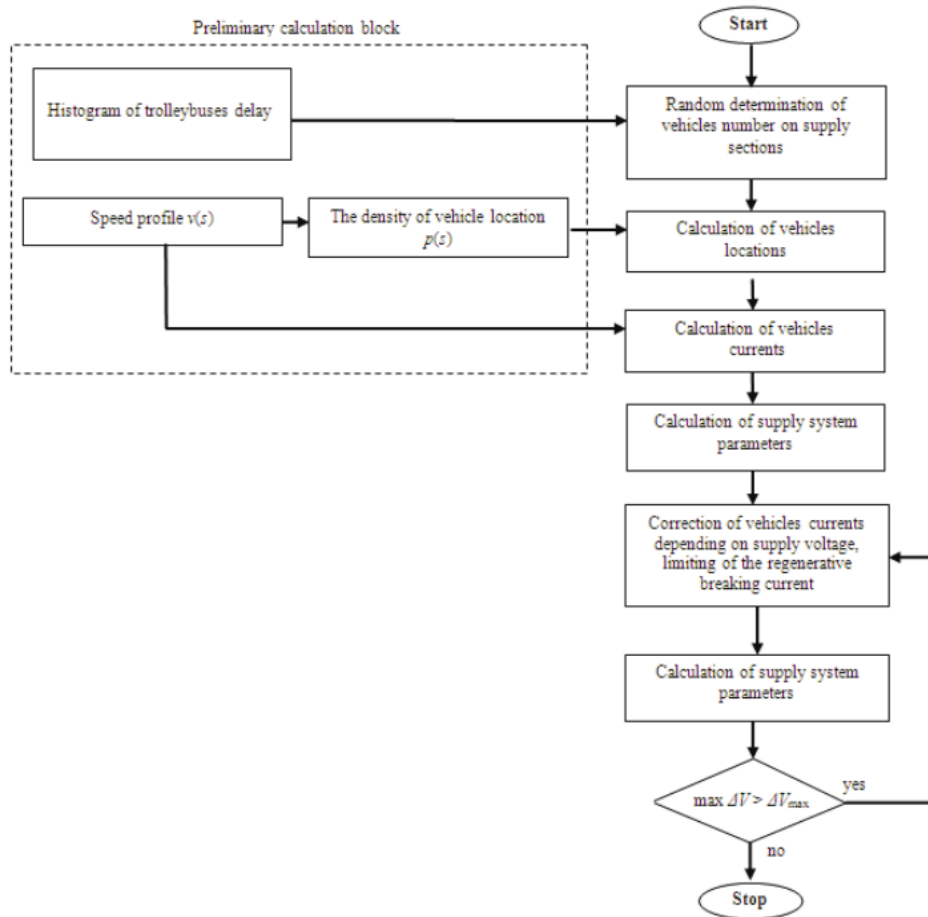 Preliminary calculation block
Start
Histogram of trolleybuses delay
Random determination of
vehicles number on supply
sections
Speed profile v(s)
The density of vehicle location
p(s)
Calculation of vehicles
locations
Calculation of vehicles
currents
Calculation of supply system
parameters
Correction of vehicles currents
depending on supply voltage,
limiting of the regenerative
breaking current
Calculation of supply system
parameters
max ΔV > ΔVmax
yes
no
Stop